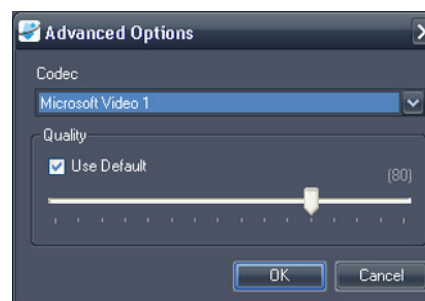 Advanced Options
Codec
Microsoft Video 1
Quality
Use Default
(80)
OK Cancel